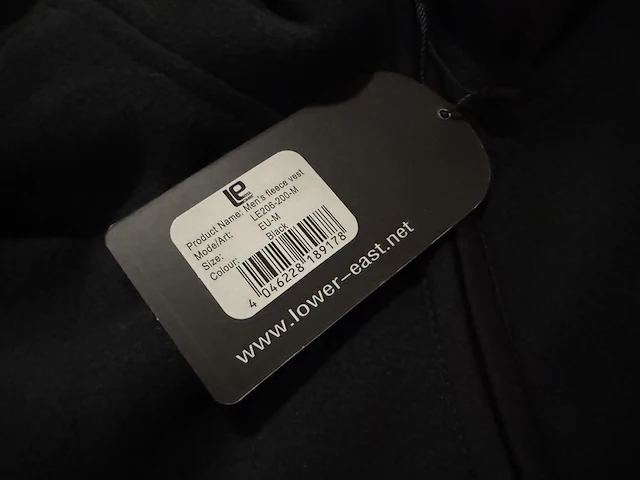 LE
Product Name: Men's fleece vest
Mode/Art: LE206-200-M
Size: EU-M
Colour: Black
4 046228 189178
www.lower-east.net